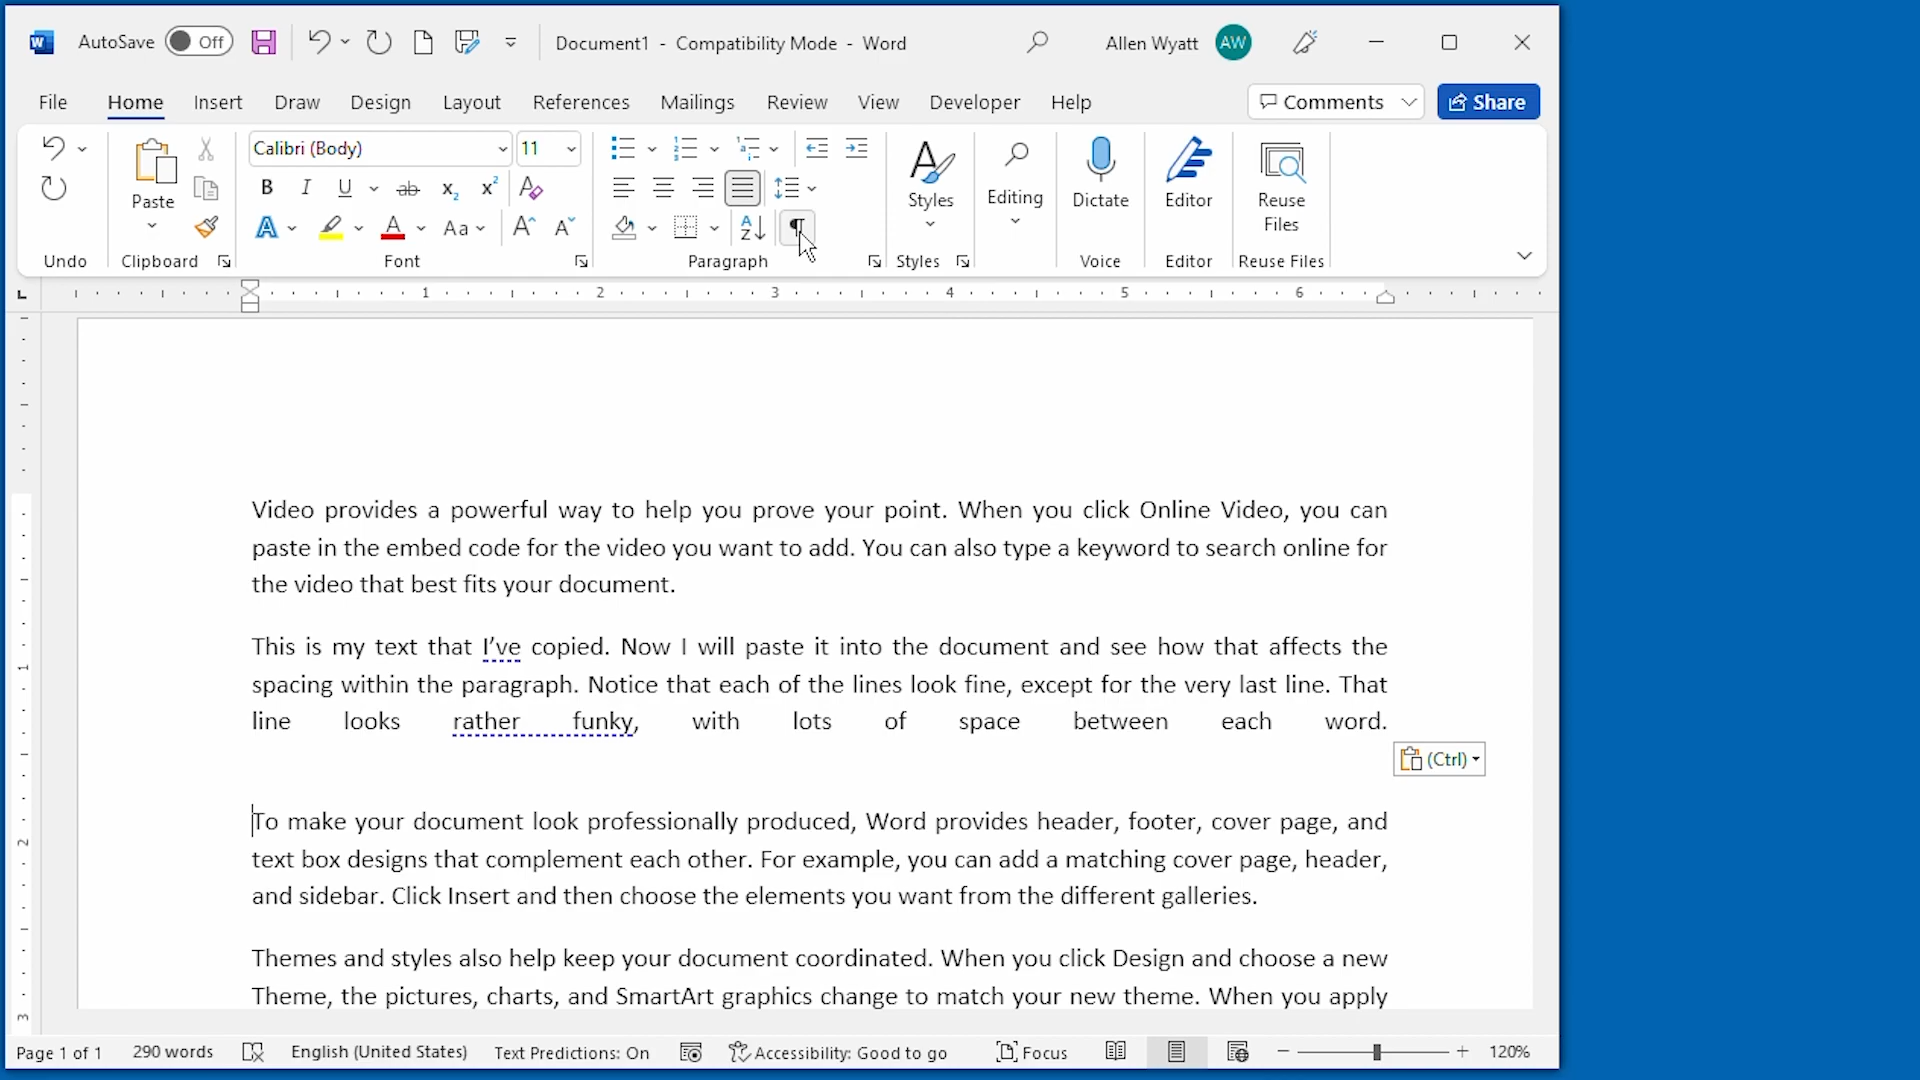 AutoSave Off Document1 - Compatibility Mode - Word Allen Wyatt AW
File Home Insert Draw Design Layout References Mailings Review View Developer Help Comments Share
Calibri (Body) 11
Paste Styles Editing Dictate Editor Reuse Files
Undo Clipboard Font Paragraph Styles Voice Editor Reuse Files
1 2 3 4 5 6
Video provides a powerful way to help you prove your point. When you click Online Video, you can
paste in the embed code for the video you want to add. You can also type a keyword to search online for
the video that best fits your document.
This is my text that I’ve copied. Now I will paste it into the document and see how that affects the
spacing within the paragraph. Notice that each of the lines look fine, except for the very last line. That
line looks rather funky, with lots of space between each word.
(Ctrl)
To make your document look professionally produced, Word provides header, footer, cover page, and
text box designs that complement each other. For example, you can add a matching cover page, header,
and sidebar. Click Insert and then choose the elements you want from the different galleries.
Themes and styles also help keep your document coordinated. When you click Design and choose a new
Theme, the pictures, charts, and SmartArt graphics change to match your new theme. When you apply
1
2
3
Page 1 of 1 290 words English (United States) Text Predictions: On Accessibility: Good to go Focus 120%